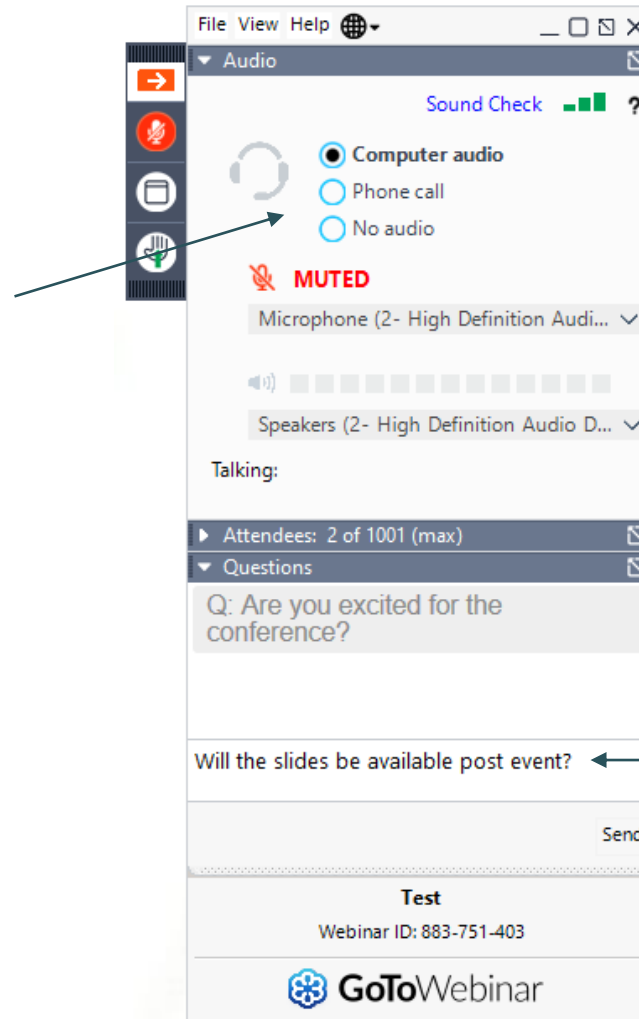 File View Help
Audio
Sound Check ?
Computer audio
Phone call
No audio
MUTED
Microphone (2- High Definition Audi...
Speakers (2- High Definition Audio D...
Talking:
Attendees: 2 of 1001 (max)
Questions
Q: Are you excited for the
conference?
Will the slides be available post event?
Send
Test
Webinar ID: 883-751-403
GoToWebinar